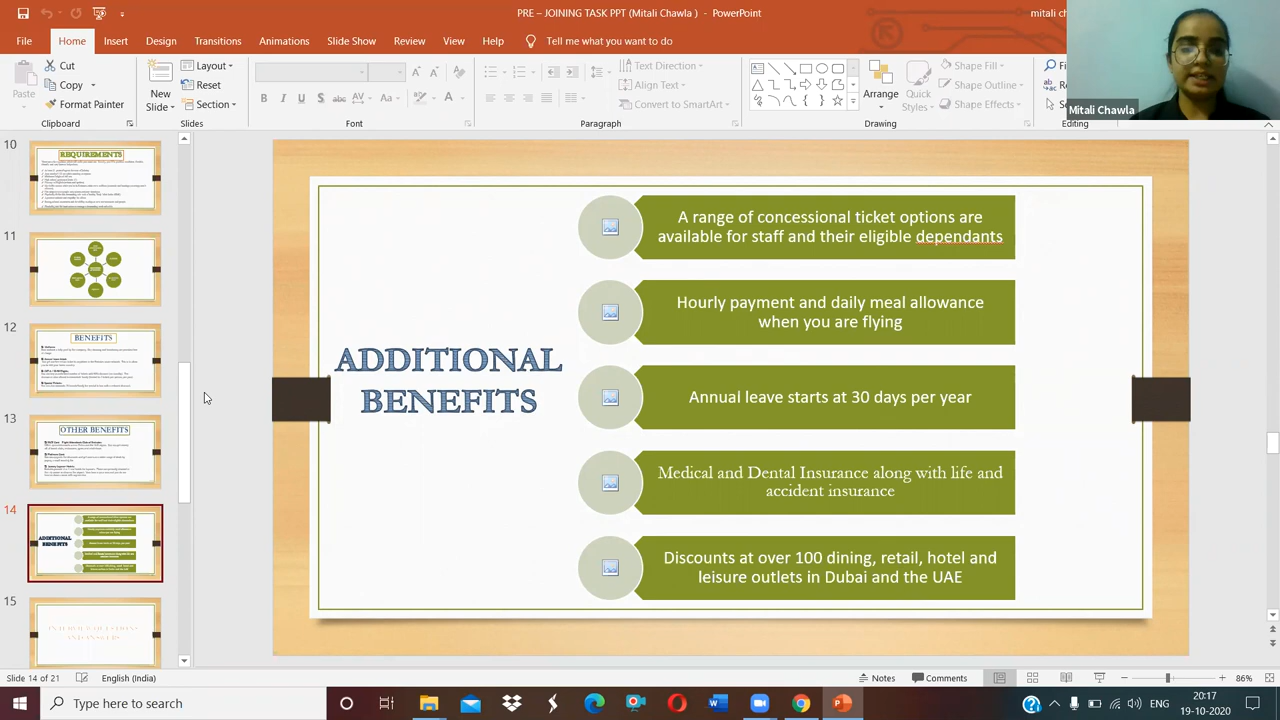 PRE – JOINING TASK PPT (Mitali Chawla ) - PowerPoint
mitali ch
File Home Insert Design Transitions Animations Slide Show Review View Help Tell me what you want to do
Paste
Cut
Copy
Format Painter
Clipboard
New Slide
Layout
Reset
Section
Slides
Font
Text Direction
Align Text
Convert to SmartArt
Paragraph
Arrange
Quick Styles
Shape Fill
Shape Outline
Shape Effects
Drawing
Editing
Mitali Chawla
10
REQUIREMENTS
11
12
BENEFITS
13
OTHER BENEFITS
14
ADDITIONAL
BENEFITS
15
ADDITIONAL
BENEFITS
A range of concessional ticket options are
available for staff and their eligible dependants
Hourly payment and daily meal allowance
when you are flying
Annual leave starts at 30 days per year
Medical and Dental Insurance along with life and
accident insurance
Discounts at over 100 dining, retail, hotel and
leisure outlets in Dubai and the UAE
Slide 14 of 21 English (India) Notes Comments 86%
Type here to search
ENG
20:17
19-10-2020